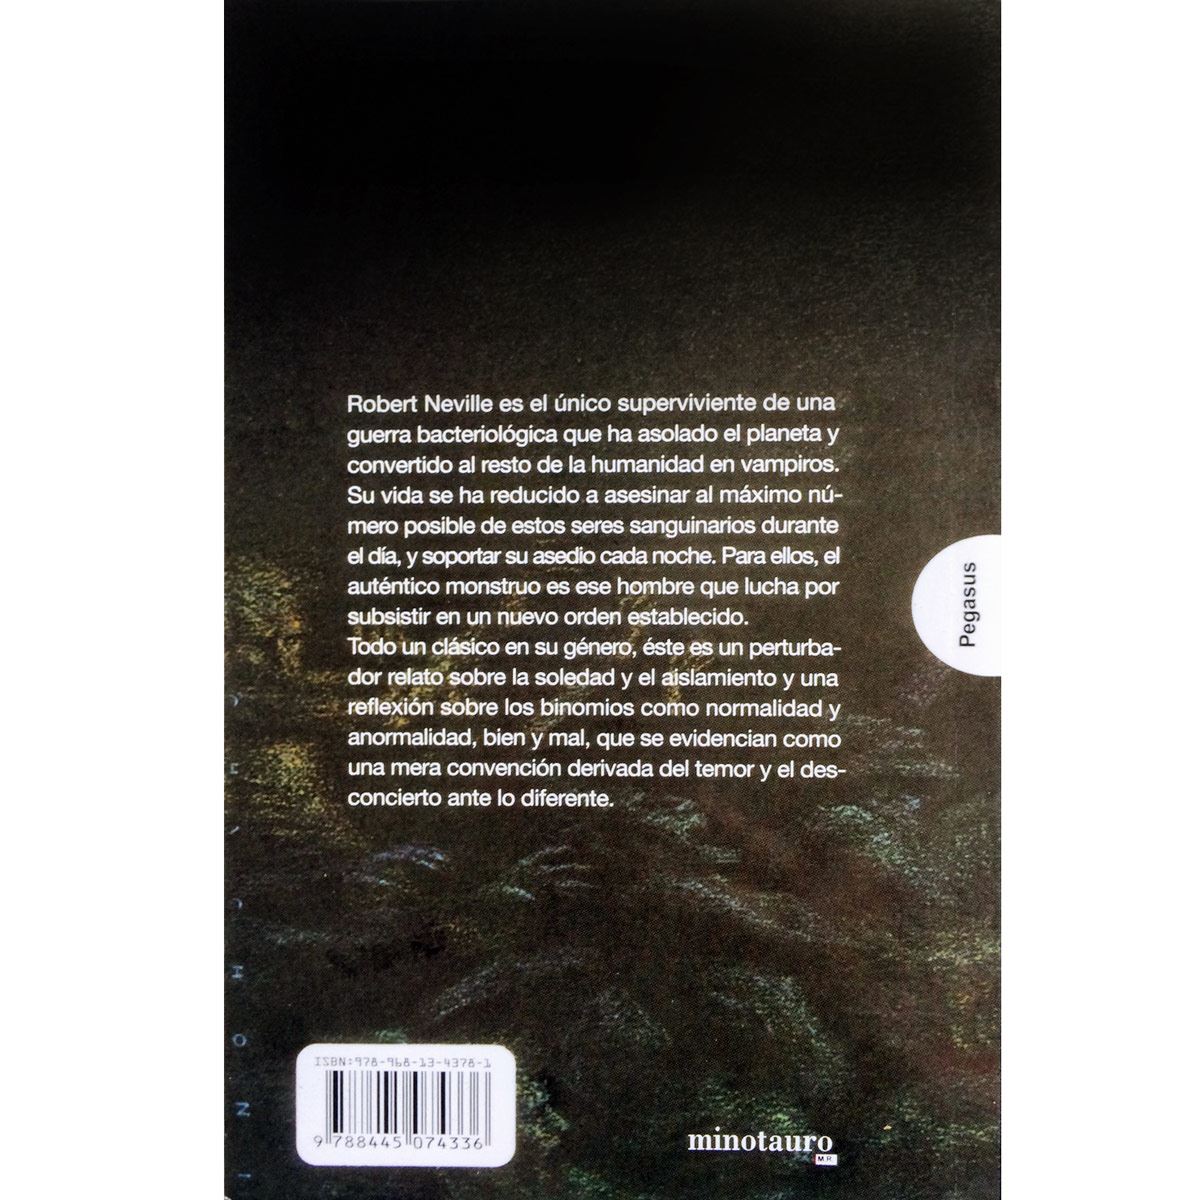 Robert Neville es el único superviviente de una
guerra bacteriológica que ha asolado el planeta y
convertido al resto de la humanidad en vampiros.
Su vida se ha reducido a asesinar al máximo nú-
mero posible de estos seres sanguinarios durante
el día, y soportar su asedio cada noche. Para ellos, el
auténtico monstruo es ese hombre que lucha por
subsistir en un nuevo orden establecido.
Todo un clásico en su género, éste es un perturba-
dor relato sobre la soledad y el aislamiento y una
reflexión sobre los binomios como normalidad y
anormalidad, bien y mal, que se evidencian como
una mera convención derivada del temor y el des-
concierto ante lo diferente.
Pegasus
ISBN:978-968-13-4378-1
9 788445 074336
minotauro
M.R.